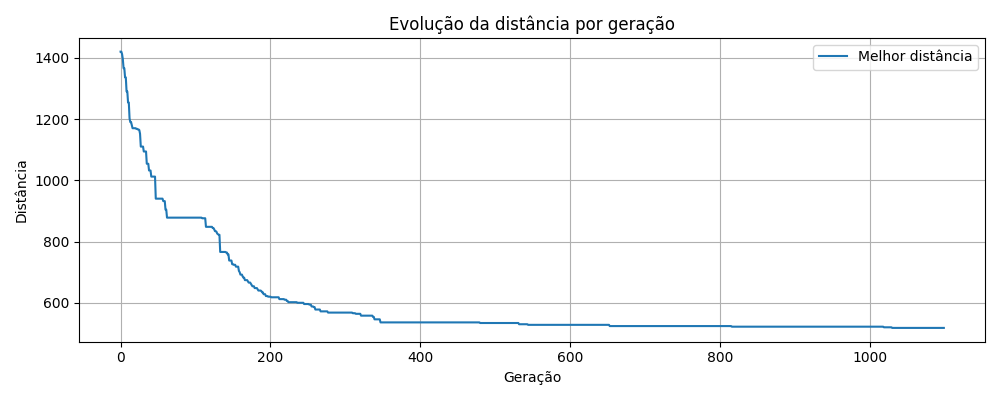 Evolução da distância por geração
Melhor distância
1400
1200
1000
800
600
Distância
0 200 400 600 800 1000
Geração